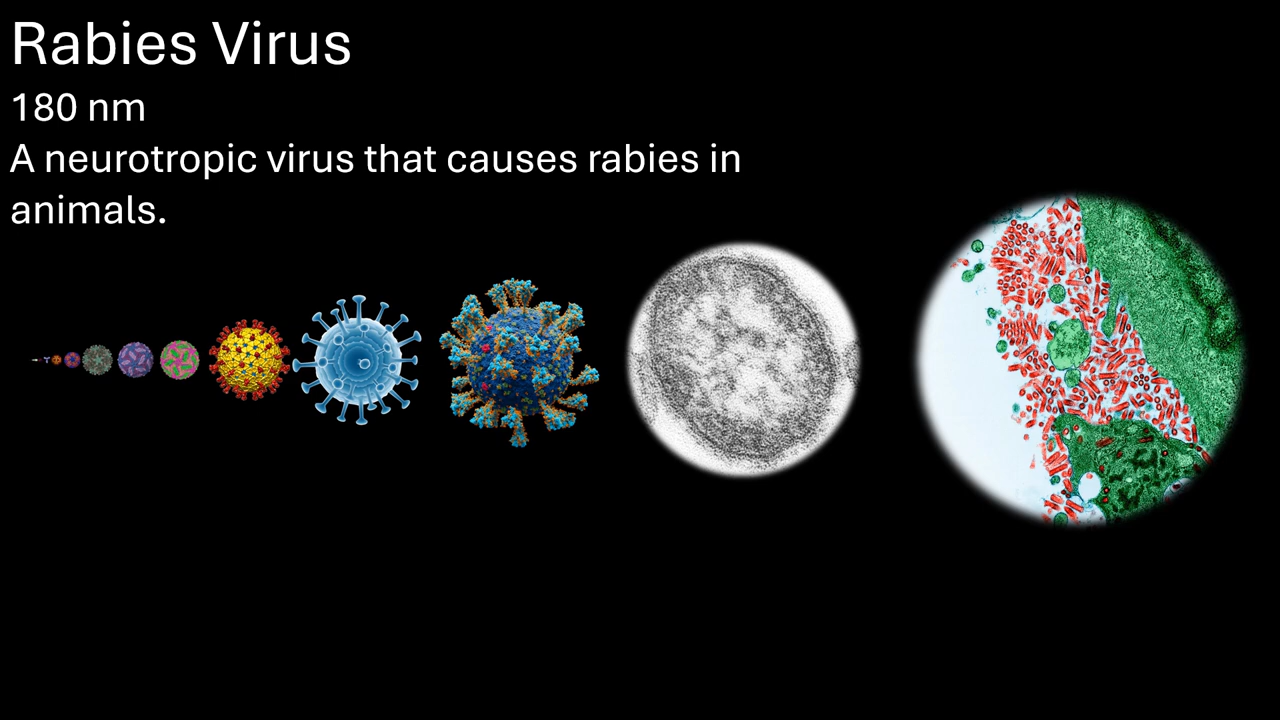 Rabies Virus
180 nm
A neurotropic virus that causes rabies in
animals.